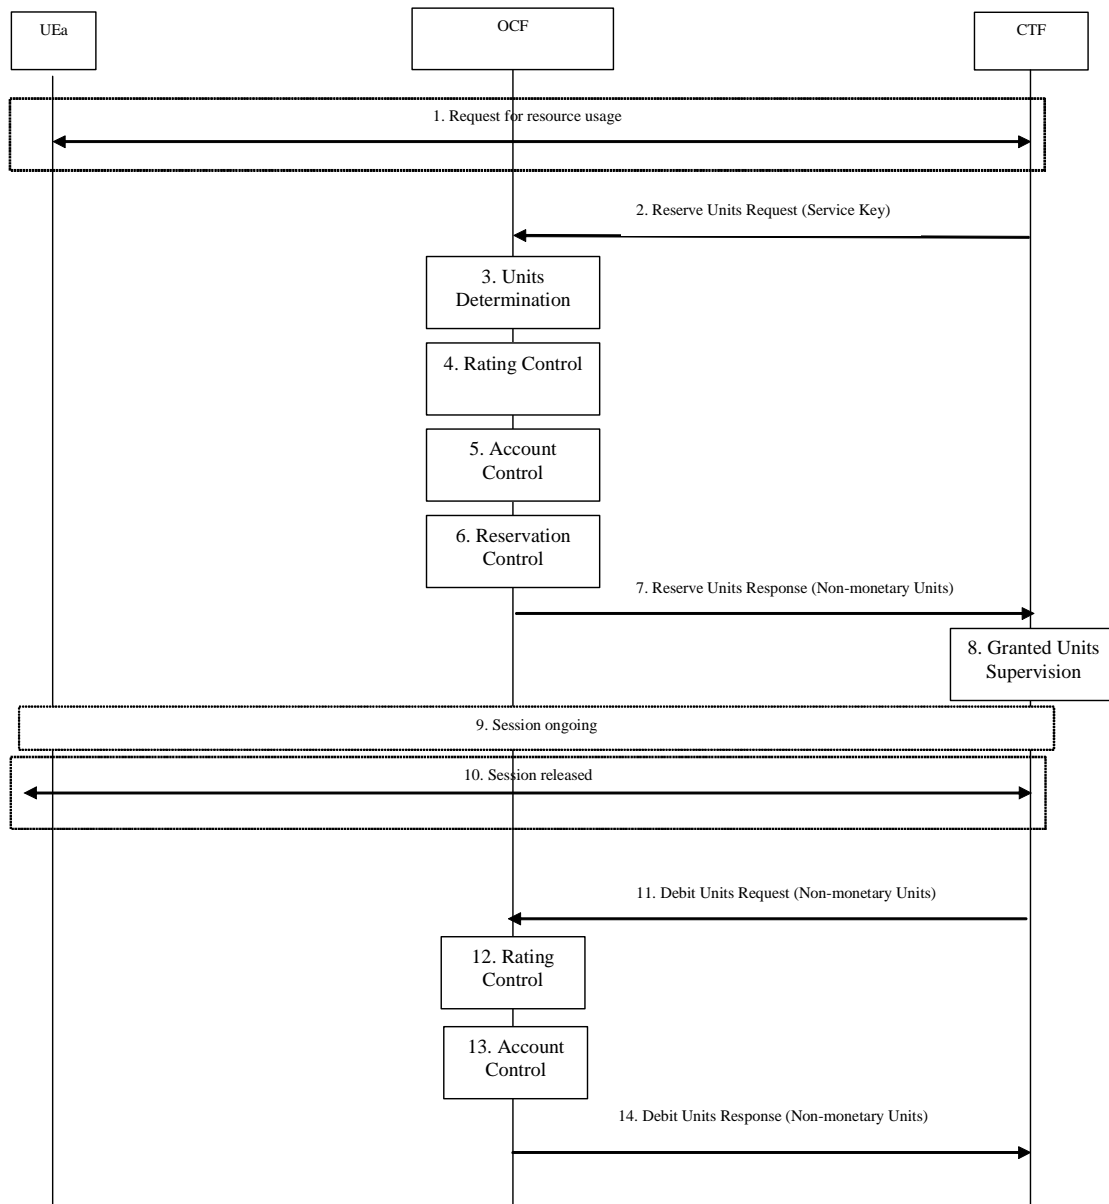 UEa
OCF
CTF
1. Request for resource usage
2. Reserve Units Request (Service Key)
3. Units
Determination
4. Rating Control
5. Account
Control
6. Reservation
Control
7. Reserve Units Response (Non-monetary Units)
8. Granted Units
Supervision
9. Session ongoing
10. Session released
11. Debit Units Request (Non-monetary Units)
12. Rating
Control
13. Account
Control
14. Debit Units Response (Non-monetary Units)